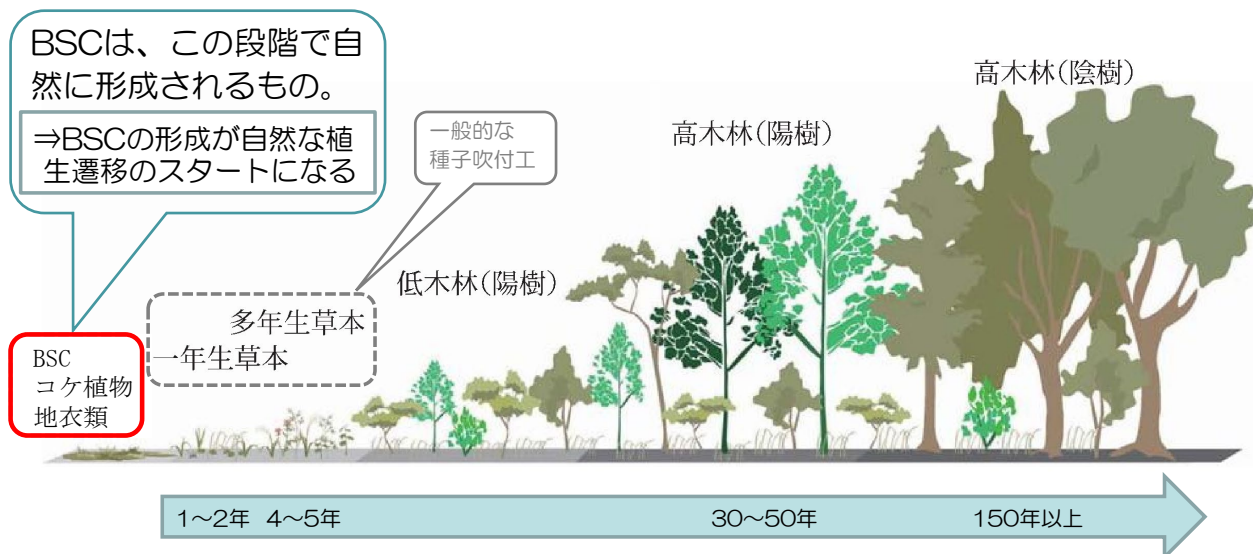 BSCは、この段階で自
然に形成されるもの。
⇒BSCの形成が自然な植
生遷移のスタートになる
一般的な
種子吹付工
高木林(陰樹)
高木林(陽樹)
低木林(陽樹)
多年生草本
一年生草本
BSC
コケ植物
地衣類
1～2年 4～5年 30～50年 150年以上